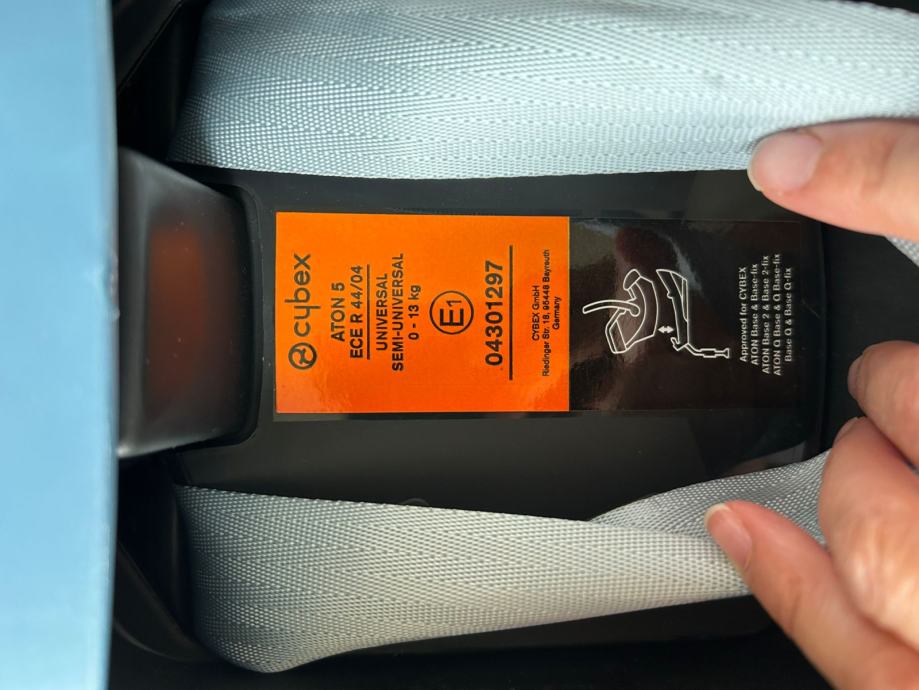 cybex
ATON 5
ECE R 44/04
UNIVERSAL
SEMI-UNIVERSAL
0 - 13 kg
E1
04301297
CYBEX GmbH
Riedinger Str. 18, 95448 Bayreuth
Germany
Approved for CYBEX
ATON Base & Base-fix
ATON Base 2 & Base 2-fix
ATON Q Base & Q Base-fix
Base Q & Base Q-fix